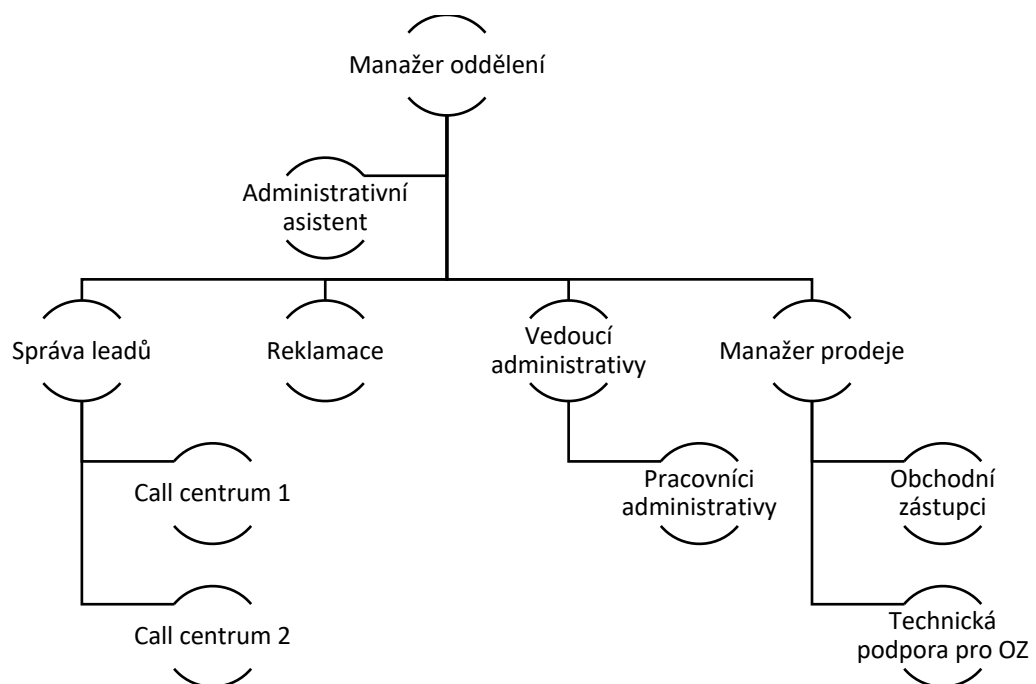 Manažer oddělení
Administrativní
asistent
Správa leadů
Reklamace
Vedoucí
administrativy
Manažer prodeje
Call centrum 1
Pracovníci
administrativy
Obchodní
zástupci
Call centrum 2
Technická
podpora pro OZ